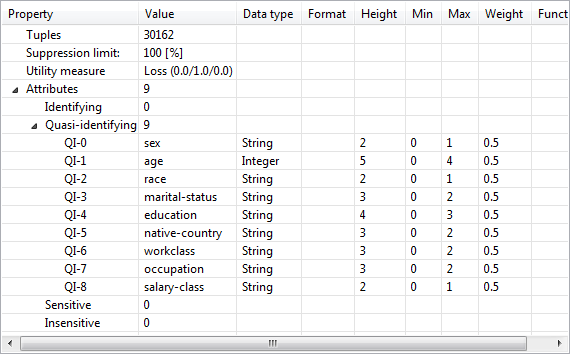 Property Value Data type Format Height Min Max Weight Funct
Tuples 30162
Suppression limit: 100 [%]
Utility measure Loss (0.0/1.0/0.0)
Attributes 9
Identifying 0
Quasi-identifying 9
QI-0 sex String 2 0 1 0.5
QI-1 age Integer 5 0 4 0.5
QI-2 race String 2 0 1 0.5
QI-3 marital-status String 3 0 2 0.5
QI-4 education String 4 0 3 0.5
QI-5 native-country String 3 0 2 0.5
QI-6 workclass String 3 0 2 0.5
QI-7 occupation String 3 0 2 0.5
QI-8 salary-class String 2 0 1 0.5
Sensitive 0
Insensitive 0